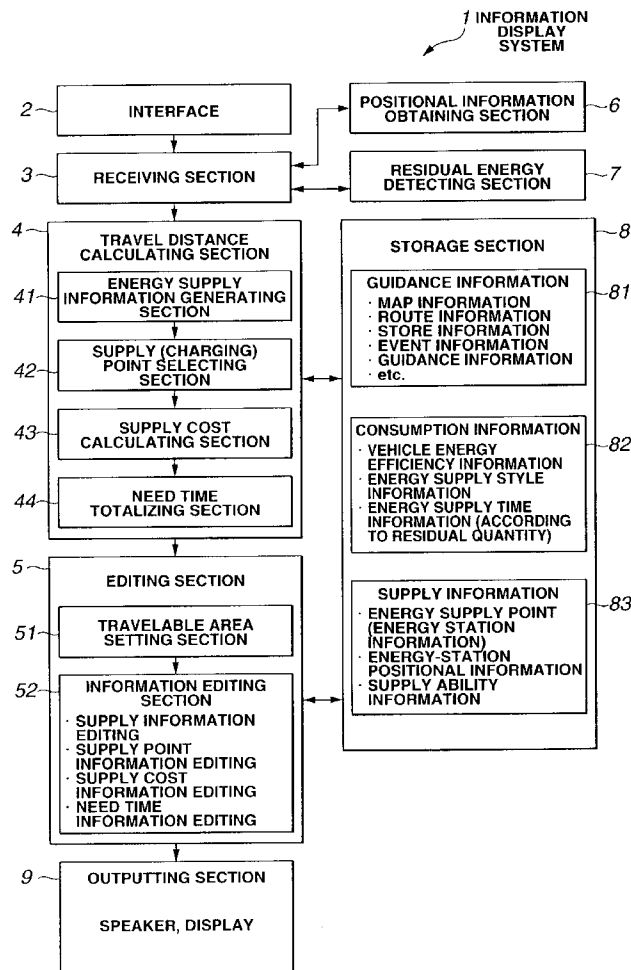 1 INFORMATION
DISPLAY
SYSTEM
2
INTERFACE
3
RECEIVING SECTION
POSITIONAL INFORMATION
OBTAINING SECTION
6
RESIDUAL ENERGY
DETECTING SECTION
7
4
TRAVEL DISTANCE
CALCULATING SECTION
41
ENERGY SUPPLY
INFORMATION GENERATING
SECTION
42
SUPPLY (CHARGING)
POINT SELECTING
SECTION
43
SUPPLY COST
CALCULATING SECTION
44
NEED TIME
TOTALIZING SECTION
5
EDITING SECTION
51
TRAVELABLE AREA
SETTING SECTION
52
INFORMATION EDITING
SECTION
· SUPPLY INFORMATION
EDITING
· SUPPLY POINT
INFORMATION EDITING
· SUPPLY COST
INFORMATION EDITING
· NEED TIME
INFORMATION EDITING
8
STORAGE SECTION
81
GUIDANCE INFORMATION
· MAP INFORMATION
· ROUTE INFORMATION
· STORE INFORMATION
· EVENT INFORMATION
· GUIDANCE INFORMATION
· etc.
82
CONSUMPTION INFORMATION
· VEHICLE ENERGY
EFFICIENCY INFORMATION
· ENERGY SUPPLY STYLE
INFORMATION
· ENERGY SUPPLY TIME
INFORMATION (ACCORDING
TO RESIDUAL QUANTITY)
83
SUPPLY INFORMATION
· ENERGY SUPPLY POINT
(ENERGY STATION
INFORMATION)
· ENERGY-STATION
POSITIONAL INFORMATION
· SUPPLY ABILITY
INFORMATION
9
OUTPUTTING SECTION
SPEAKER, DISPLAY